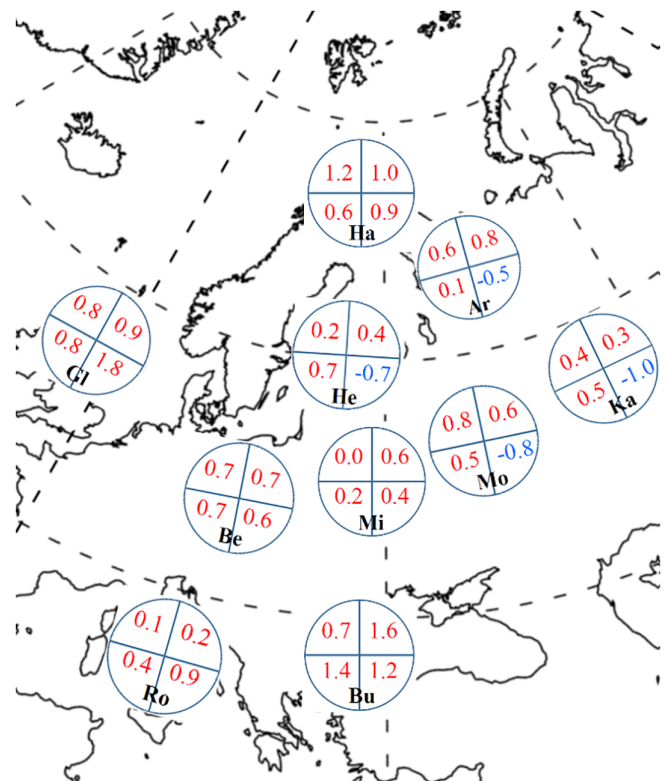 1.2 1.0
0.6 0.9
Ha
0.6 0.8
0.1 -0.5
Ar
0.8 0.9
0.8 1.8
Gl
0.2 0.4
0.7 -0.7
He
0.4 0.3
0.5 -1.0
Ka
0.8 0.6
0.5 -0.8
Mo
0.7 0.7
0.7 0.6
Be
0.0 0.6
0.2 0.4
Mi
0.1 0.2
0.4 0.9
Ro
0.7 1.6
1.4 1.2
Bu